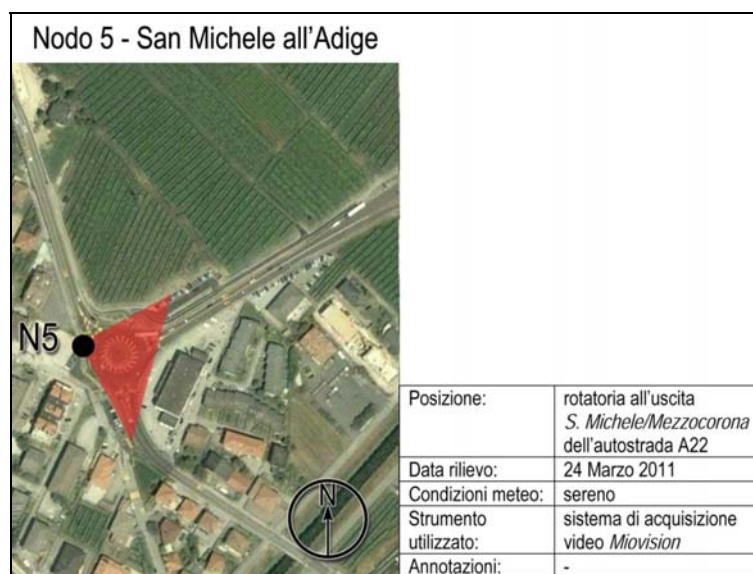 Nodo 5 - San Michele all'Adige
N5
N
Posizione: rotatoria all'uscita
S. Michele/Mezzocorona
dell'autostrada A22
Data rilievo: 24 Marzo 2011
Condizioni meteo: sereno
Strumento sistema di acquisizione
utilizzato: video Miovision
Annotazioni: -